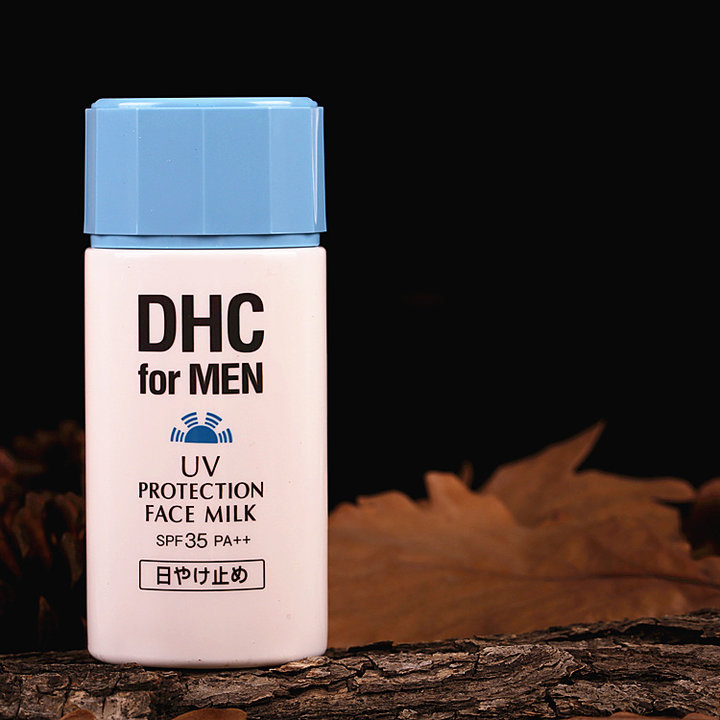 DHC
for MEN
UV
PROTECTION
FACE MILK
SPF35 PA++
日やけ止め